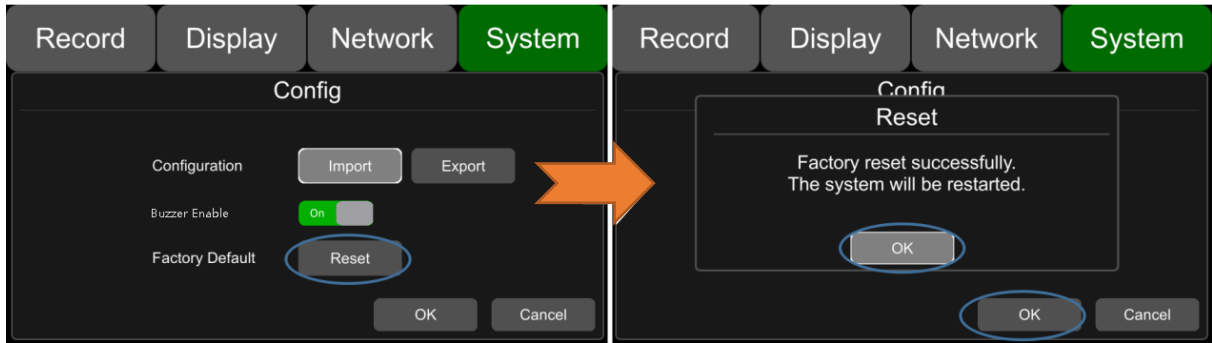 Record Display Network System
Config
Configuration Import Export
Buzzer Enable On
Factory Default Reset
OK Cancel
Record Display Network System
Config
Reset
Factory reset successfully.
The system will be restarted.
OK
OK Cancel